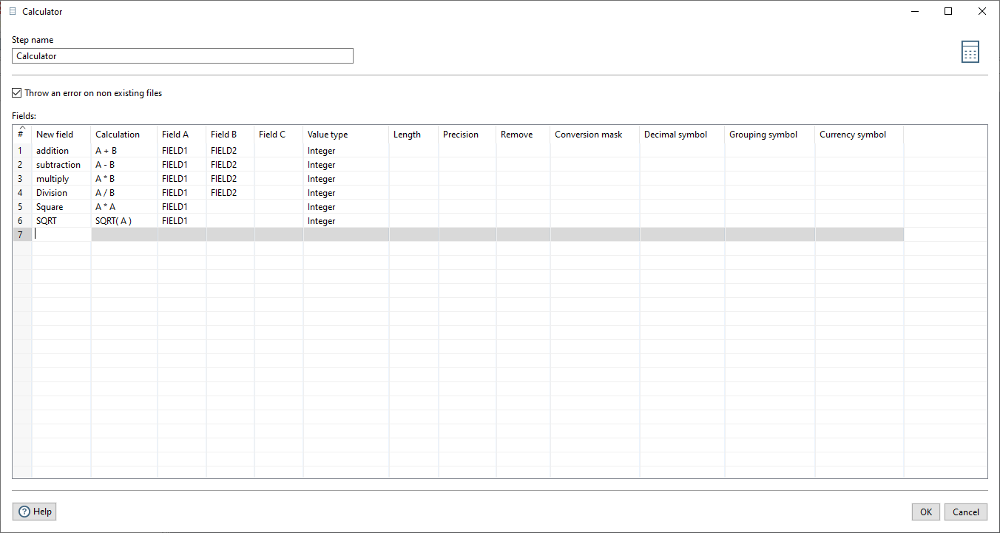 Calculator
Step name
Calculator
Throw an error on non existing files
Fields:
# New field Calculation Field A Field B Field C Value type Length Precision Remove Conversion mask Decimal symbol Grouping symbol Currency symbol
1 addition A + B FIELD1 FIELD2 Integer
2 subtraction A - B FIELD1 FIELD2 Integer
3 multiply A * B FIELD1 FIELD2 Integer
4 Division A / B FIELD1 FIELD2 Integer
5 Square A * A FIELD1 Integer
6 SQRT SQRT( A ) FIELD1 Integer
7
? Help OK Cancel